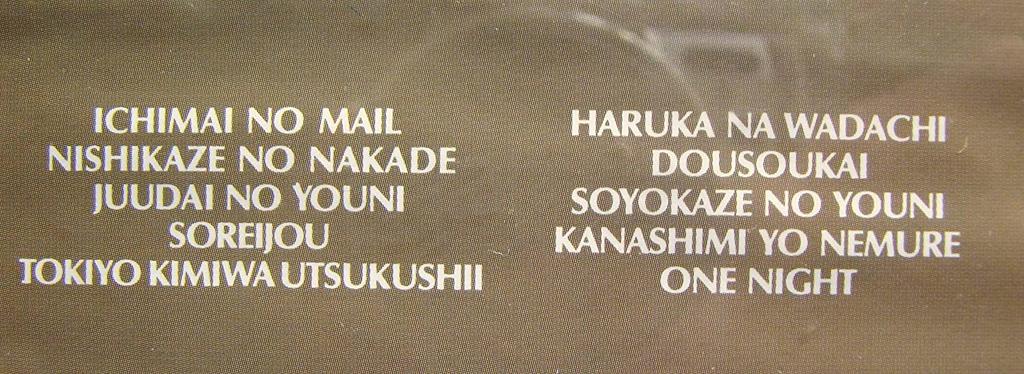 ICHIMAI NO MAIL
NISHIKAZE NO NAKADE
JUUDAI NO YOUNI
SOREIJOU
TOKIYO KIMIWA UTSUKUSHII
HARUKA NA WADACHI
DOUSOUKAI
SOYOKAZE NO YOUNI
KANASHIMI YO NEMURE
ONE NIGHT